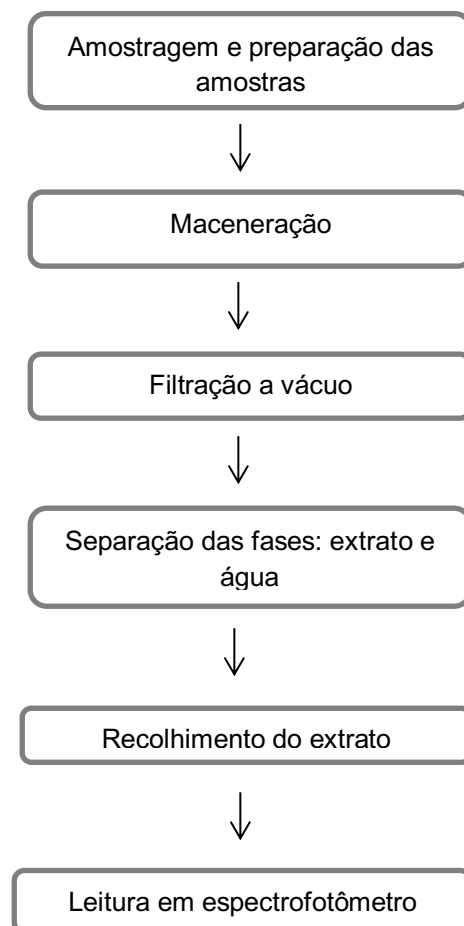 Amostragem e preparação das
amostras
Maceneração
Filtração a vácuo
Separação das fases: extrato e
água
Recolhimento do extrato
Leitura em espectrofotômetro